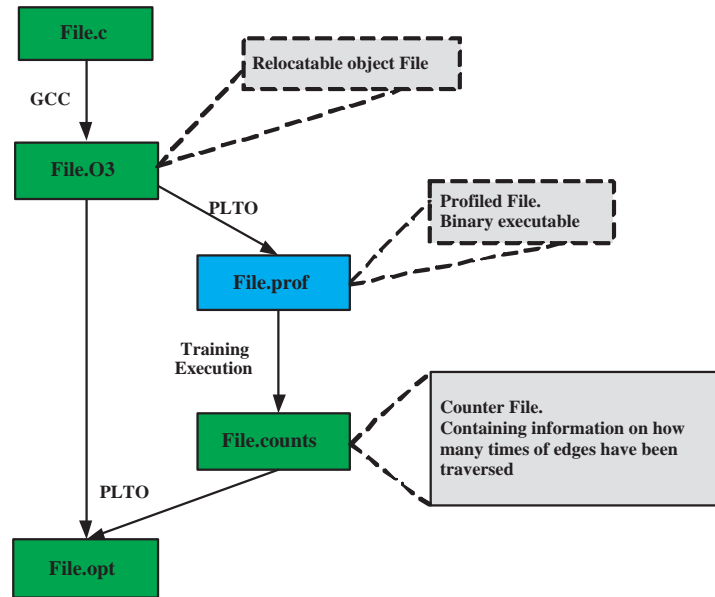 File.c
Relocatable object File
GCC
File.O3
PLTO
Profiled File.
Binary executable
File.prof
Training
Execution
Counter File.
Containing information on how
many times of edges have been
traversed
File.counts
PLTO
File.opt